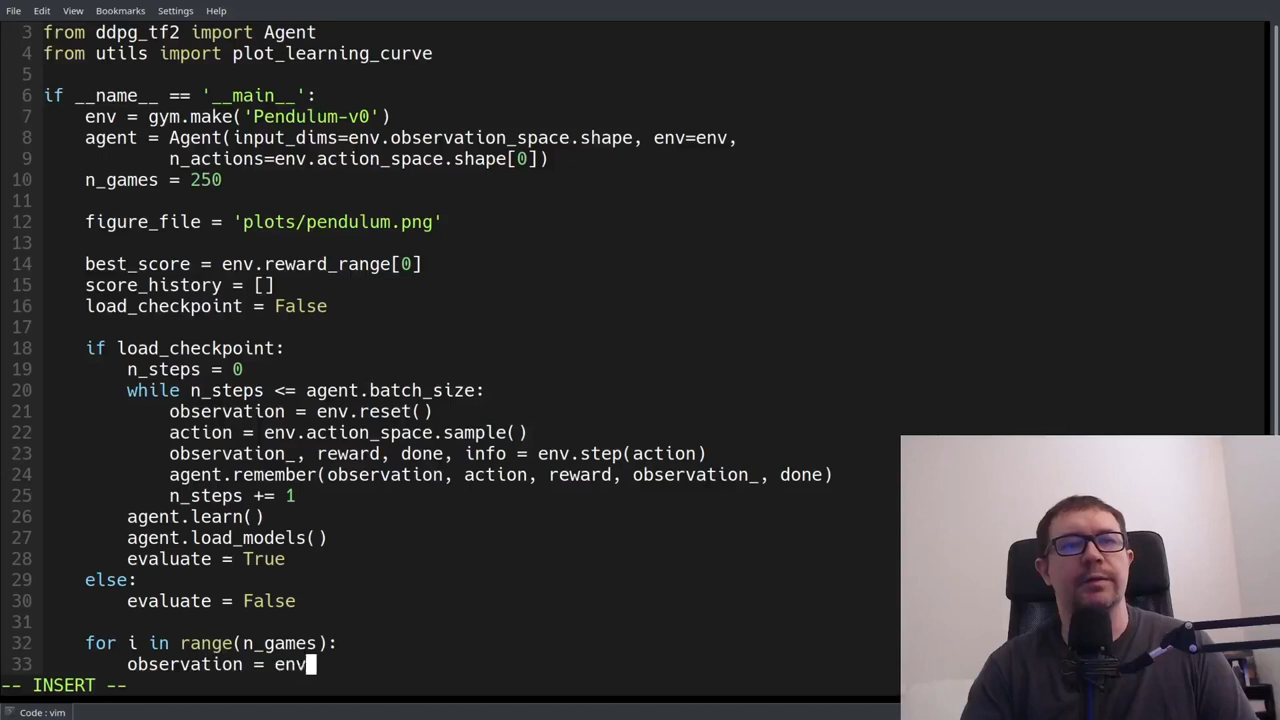 File Edit View Bookmarks Settings Help
3 from ddpg_tf2 import Agent
4 from utils import plot_learning_curve
5
6 if __name__ == '__main__':
7     env = gym.make('Pendulum-v0')
8     agent = Agent(input_dims=env.observation_space.shape, env=env,
9             n_actions=env.action_space.shape[0])
10     n_games = 250
11
12     figure_file = 'plots/pendulum.png'
13
14     best_score = env.reward_range[0]
15     score_history = []
16     load_checkpoint = False
17
18     if load_checkpoint:
19         n_steps = 0
20         while n_steps <= agent.batch_size:
21             observation = env.reset()
22             action = env.action_space.sample()
23             observation_, reward, done, info = env.step(action)
24             agent.remember(observation, action, reward, observation_, done)
25             n_steps += 1
26         agent.learn()
27         agent.load_models()
28         evaluate = True
29     else:
30         evaluate = False
31
32     for i in range(n_games):
33         observation = env
-- INSERT --
Code : vim